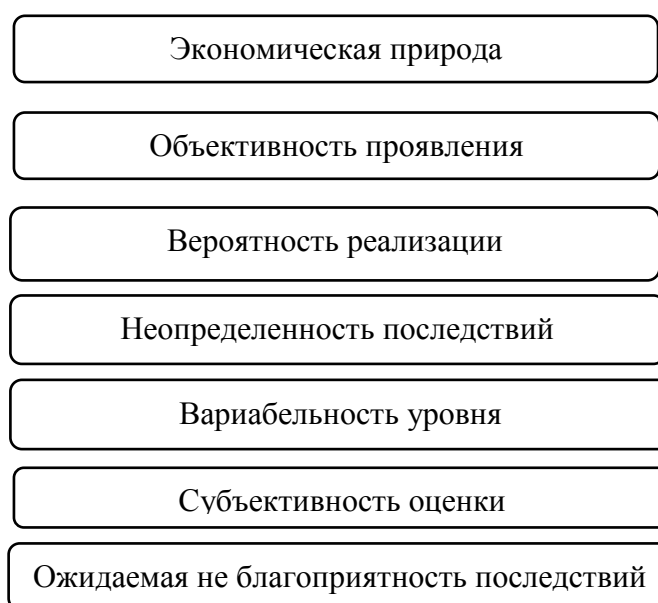 Экономическая природа
Объективность проявления
Вероятность реализации
Неопределенность последствий
Вариабельность уровня
Субъективность оценки
Ожидаемая не благоприятность последствий